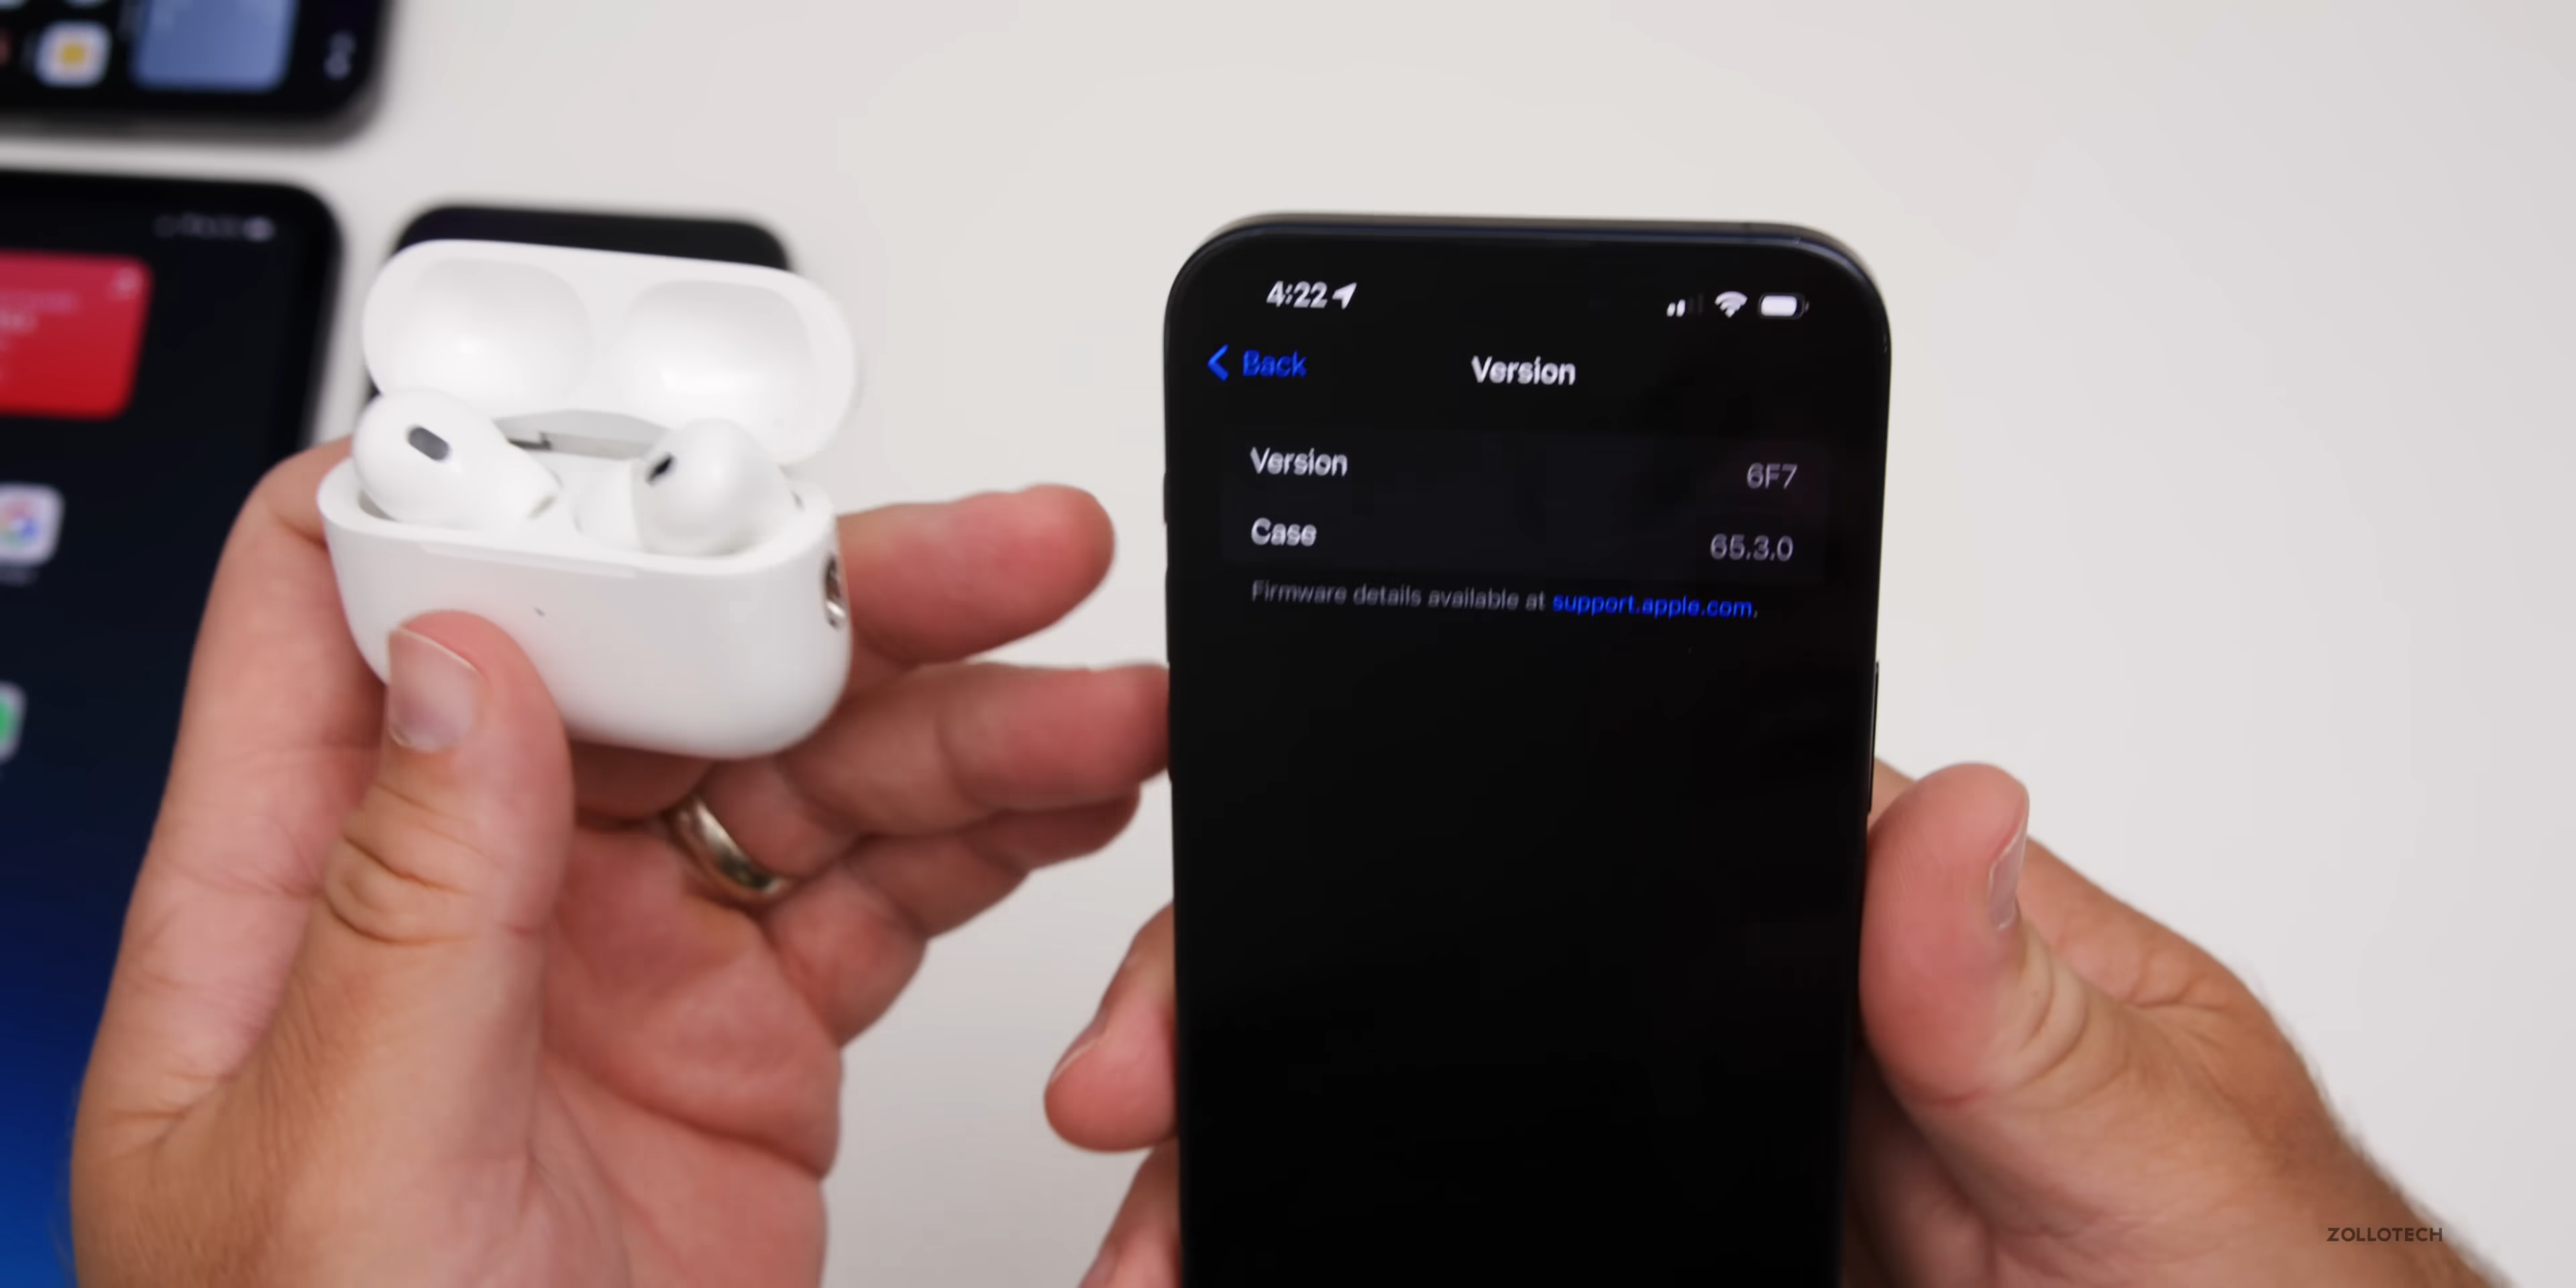 4:22
Back
Version
Version
6F7
Case
65.3.0
Firmware details available at support.apple.com.
ZOLLOTECH